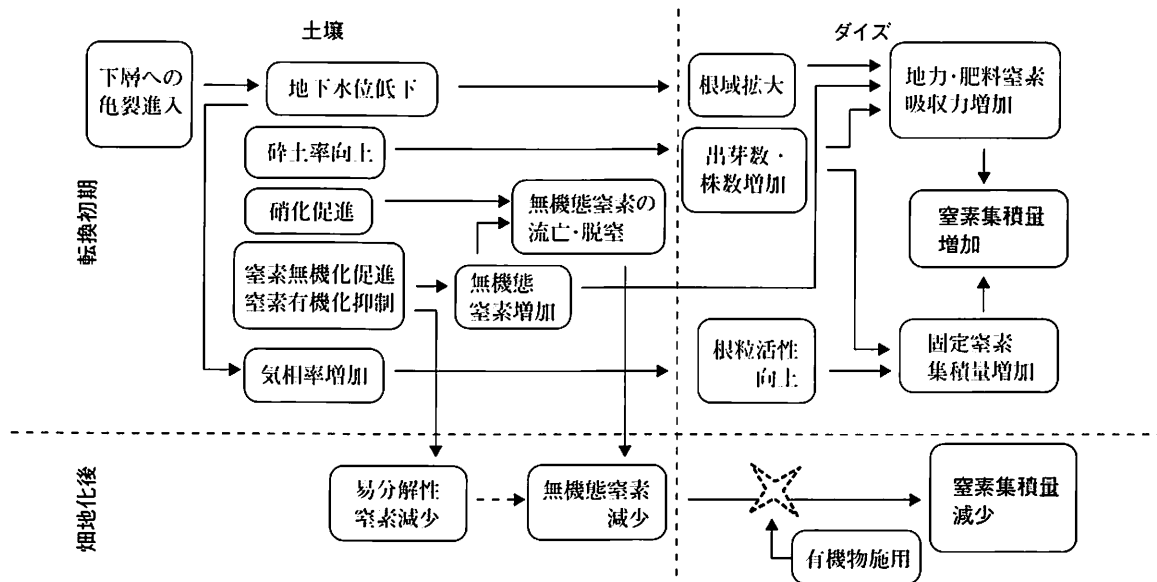 土壌
ダイズ
転換初期
下層への
亀裂進入
地下水位低下
砕土率向上
硝化促進
窒素無機化促進
窒素有機化抑制
気相率増加
無機態窒素の
流亡・脱窒
無機態
窒素増加
根域拡大
出芽数・
株数増加
根粒活性
向上
地力・肥料窒素
吸収力増加
窒素集積量
増加
固定窒素
集積量増加
畑地化後
易分解性
窒素減少
無機態窒素
減少
有機物施用
窒素集積量
減少